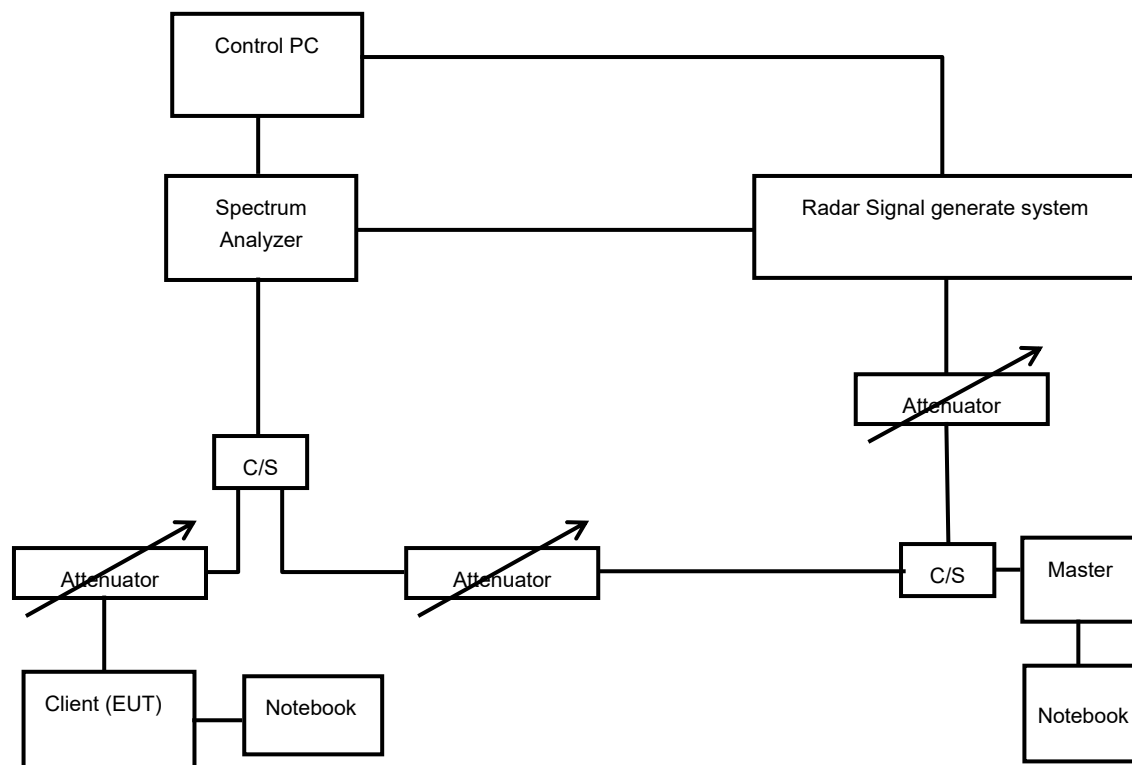 Control PC
Spectrum
Analyzer
Radar Signal generate system
Attenuator
C/S
Attenuator
Attenuator
C/S
Master
Client (EUT)
Notebook
Notebook